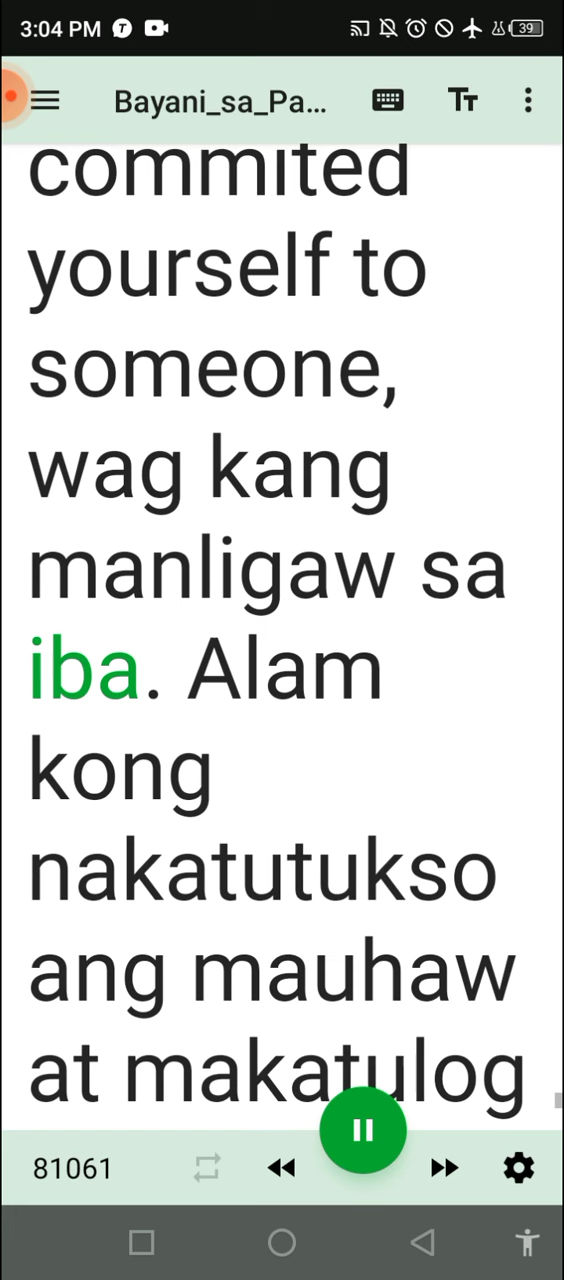 3:04 PM
39
Bayani_sa_Pa...
commited
yourself to
someone,
wag kang
manligaw sa
iba. Alam
kong
nakatutukso
ang mauhaw
at makatulog
81061